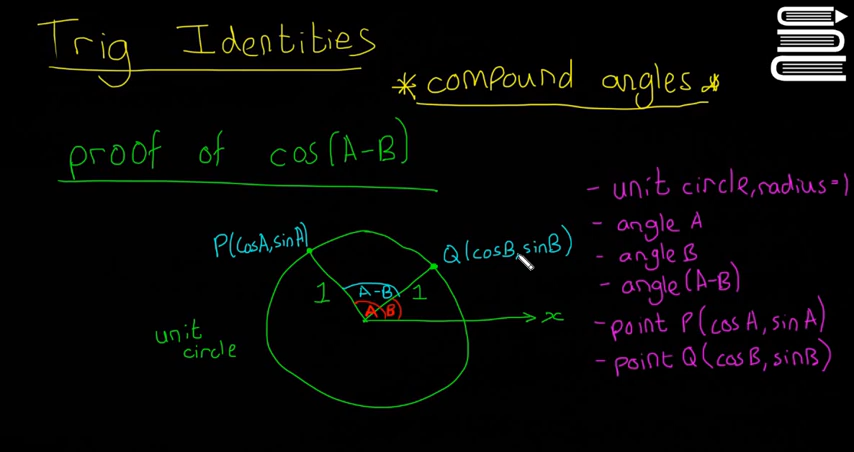 Trig Identities
*compound angles*
proof of cos(A-B)
- unit circle, radius=1
- angle A
- angle B
- angle (A-B)
- point P(cosA, sinA)
- point Q(cosB, sinB)
P(cosA, sinA)
Q(cosB, sinB)
A-B
1
1
A
B
x
unit
circle